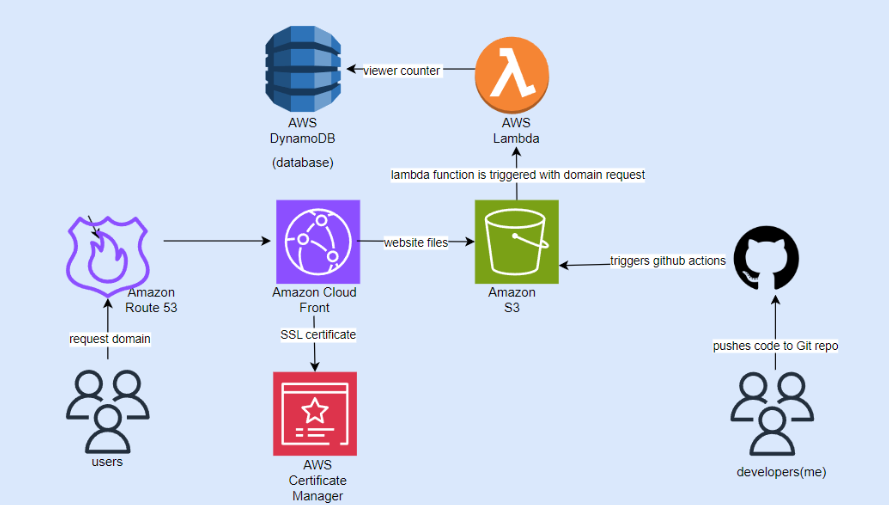 viewer counter
AWS
DynamoDB
(database)
AWS
Lambda
lambda function is triggered with domain request
Amazon
Route 53
request domain
users
Amazon Cloud
Front
website files
Amazon
S3
triggers github actions
SSL certificate
AWS
Certificate
Manager
pushes code to Git repo
developers(me)